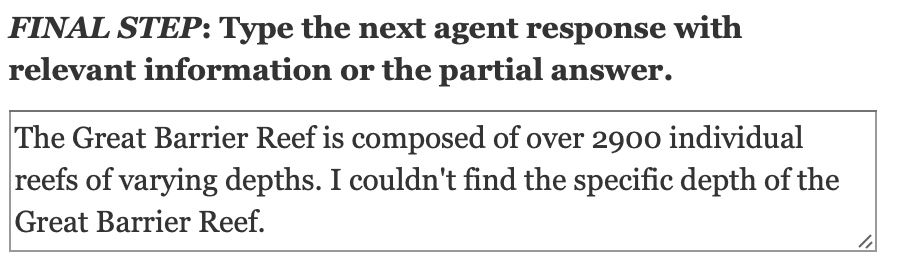 FINAL STEP: Type the next agent response with
relevant information or the partial answer.
The Great Barrier Reef is composed of over 2900 individual
reefs of varying depths. I couldn't find the specific depth of the
Great Barrier Reef.